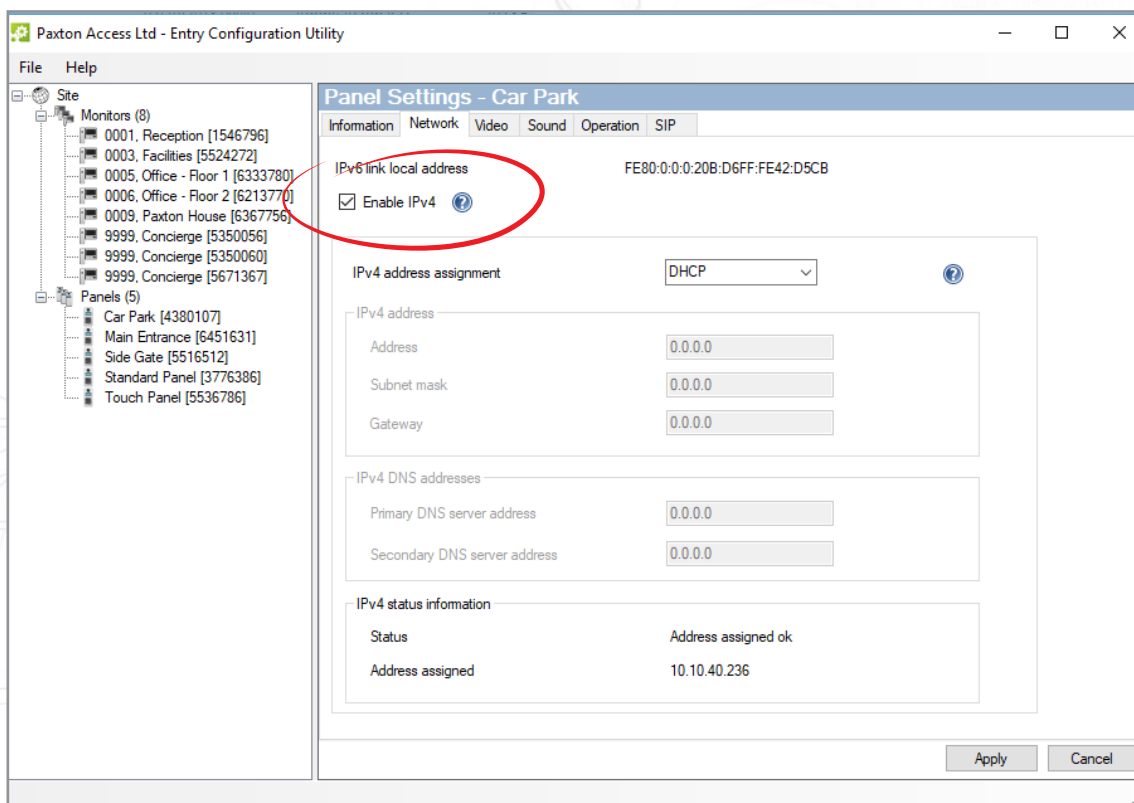 Paxton Access Ltd - Entry Configuration Utility
File Help
Site
Monitors (8)
0001, Reception [1546796]
0003, Facilities [5524272]
0005, Office - Floor 1 [6333780]
0006, Office - Floor 2 [6213770]
0009, Paxton House [6367756]
9999, Concierge [5350056]
9999, Concierge [5350060]
9999, Concierge [5671367]
Panels (5)
Car Park [4380107]
Main Entrance [6451631]
Side Gate [5516512]
Standard Panel [3776386]
Touch Panel [5536786]
Panel Settings - Car Park
Information Network Video Sound Operation SIP
IPv6 link local address FE80:0:0:0:20B:D6FF:FE42:D5CB
Enable IPv4 ?
IPv4 address assignment DHCP ?
IPv4 address
Address 0.0.0.0
Subnet mask 0.0.0.0
Gateway 0.0.0.0
IPv4 DNS addresses
Primary DNS server address 0.0.0.0
Secondary DNS server address 0.0.0.0
IPv4 status information
Status Address assigned ok
Address assigned 10.10.40.236
Apply Cancel